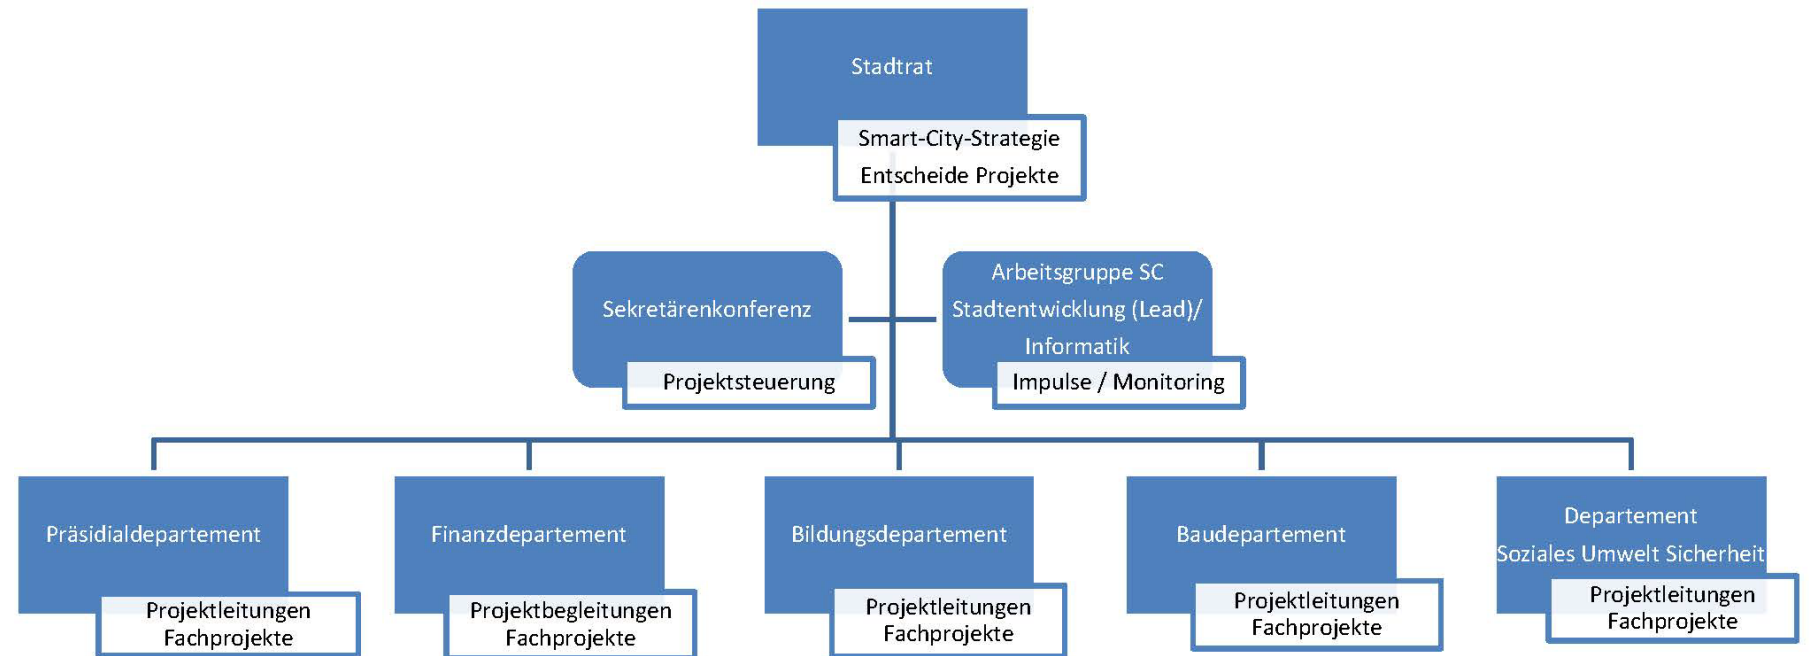 Stadtrat
Smart-City-Strategie
Entscheide Projekte
Sekretärenkonferenz
Projektsteuerung
Arbeitsgruppe SC
Stadtentwicklung (Lead)/
Informatik
Impulse / Monitoring
Präsidialdepartement
Projektleitungen
Fachprojekte
Finanzdepartement
Projektbegleitungen
Fachprojekte
Bildungsdepartement
Projektleitungen
Fachprojekte
Baudepartement
Projektleitungen
Fachprojekte
Departement
Soziales Umwelt Sicherheit
Projektleitungen
Fachprojekte